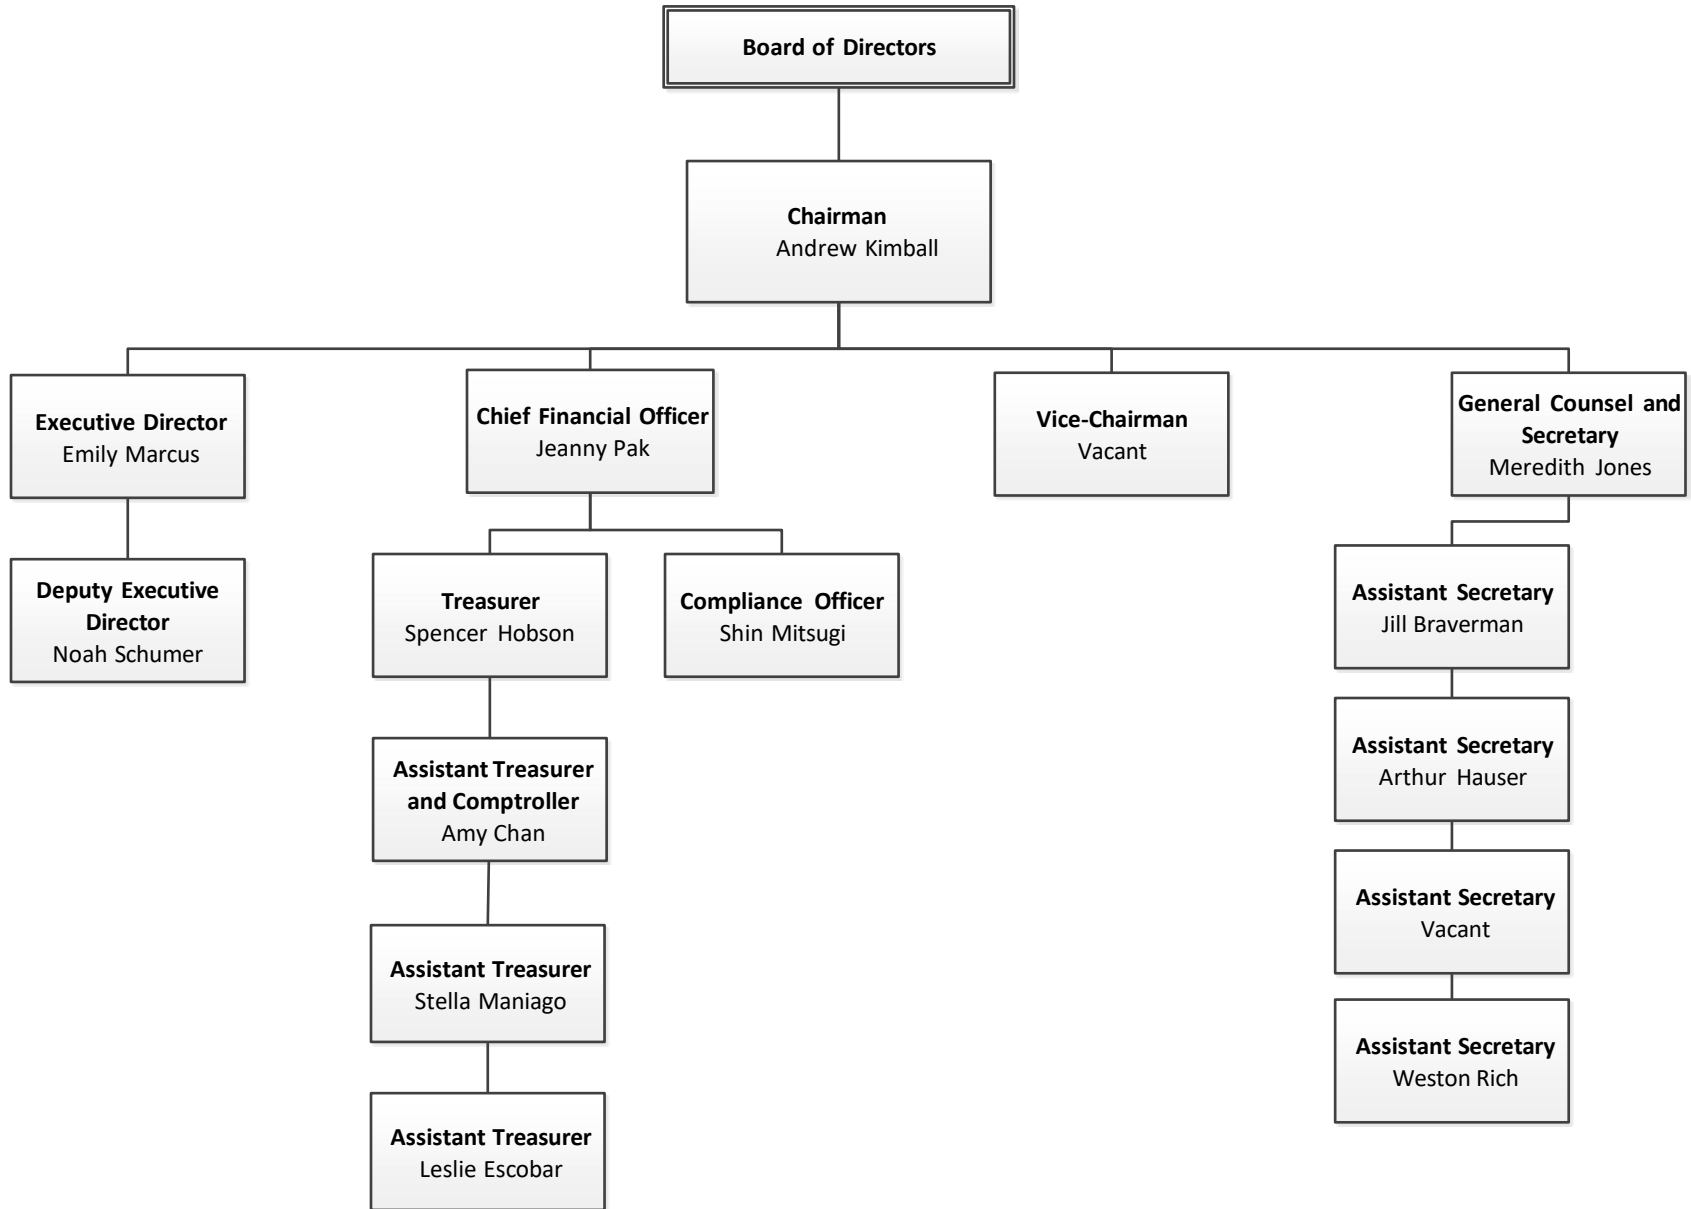 Board of Directors
Chairman
Andrew Kimball
Executive Director
Emily Marcus
Chief Financial Officer
Jeanny Pak
Vice-Chairman
Vacant
General Counsel and
Secretary
Meredith Jones
Deputy Executive
Director
Noah Schumer
Treasurer
Spencer Hobson
Compliance Officer
Shin Mitsugi
Assistant Secretary
Jill Braverman
Assistant Treasurer
and Comptroller
Amy Chan
Assistant Secretary
Arthur Hauser
Assistant Secretary
Vacant
Assistant Treasurer
Stella Maniago
Assistant Secretary
Weston Rich
Assistant Treasurer
Leslie Escobar